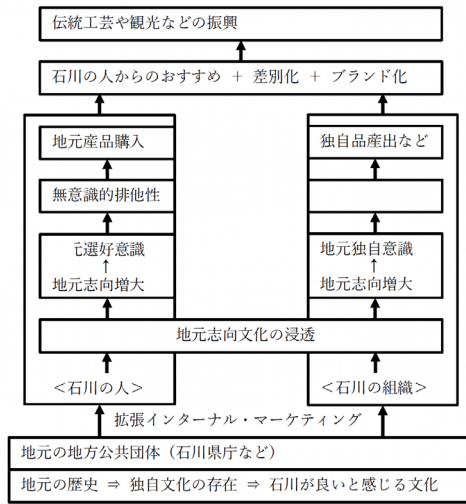 伝統工芸や観光などの振興
石川の人からのおすすめ ＋ 差別化 ＋ ブランド化
地元産品購入
独自品産出など
無意識的排他性
元選好意識
↑
地元志向増大
地元独自意識
↑
地元志向増大
地元志向文化の浸透
＜石川の人＞
＜石川の組織＞
拡張インターナル・マーケティング
地元の地方公共団体（石川県庁など）
地元の歴史 ⇒ 独自文化の存在 ⇒ 石川が良いと感じる文化